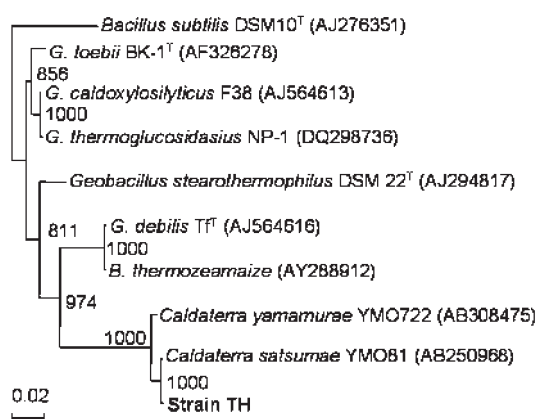 Bacillus subtilis DSM10ᵀ (AJ276351)
G. toebii BK-1ᵀ (AF326278)
856
G. caldoxylosilyticus F38 (AJ564613)
1000
G. thermoglucosidasius NP-1 (DQ298736)
Geobacillus stearothermophilus DSM 22ᵀ (AJ294817)
811
G. debilis Tfᵀ (AJ564616)
1000
B. thermozeamaize (AY288912)
974
Caldaterra yamamurae YMO722 (AB308475)
1000
Caldaterra satsumae YMO81 (AB250968)
1000
0.02
Strain TH